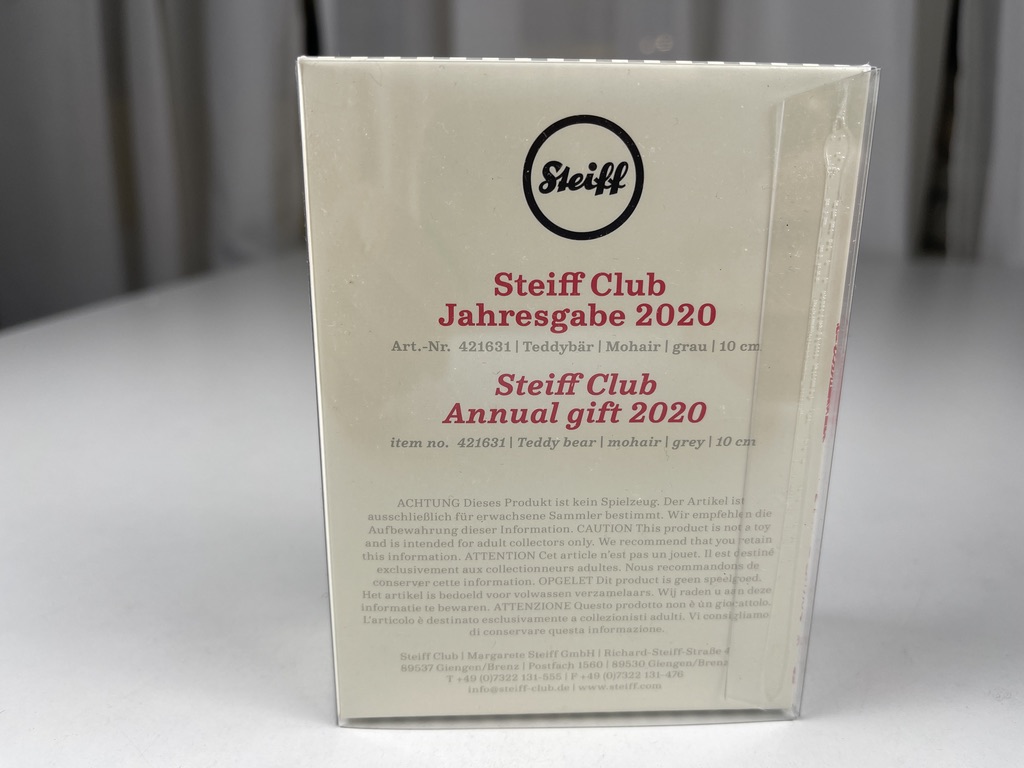 Steiff
Steiff Club
Jahresgabe 2020
Art.-Nr. 421631 | Teddybär | Mohair | grau | 10 cm
Steiff Club
Annual gift 2020
item no. 421631 | Teddy bear | mohair | grey | 10 cm
ACHTUNG Dieses Produkt ist kein Spielzeug. Der Artikel ist
ausschließlich für erwachsene Sammler bestimmt. Wir empfehlen die
Aufbewahrung dieser Information. CAUTION This product is not a toy
and is intended for adult collectors only. We recommend that you retain
this information. ATTENTION Cet article n'est pas un jouet. Il est destiné
exclusivement aux collectionneurs adultes. Nous recommandons de
conserver cette information. OPGELET Dit product is geen speelgoed.
Het artikel is bedoeld voor volwassen verzamelaars. Wij raden u aan deze
informatie te bewaren. ATTENZIONE Questo prodotto non è un giocattolo.
L'articolo è destinato esclusivamente a collezionisti adulti. Vi consigliamo
di conservare questa informazione.
Steiff Club | Margarete Steiff GmbH | Richard-Steiff-Straße 4
89537 Giengen/Brenz | Postfach 1560 | 89530 Giengen/Brenz
T +49 (0)7322 131-555 | F +49 (0)7322 131-476
info@steiff-club.de | www.steiff.com